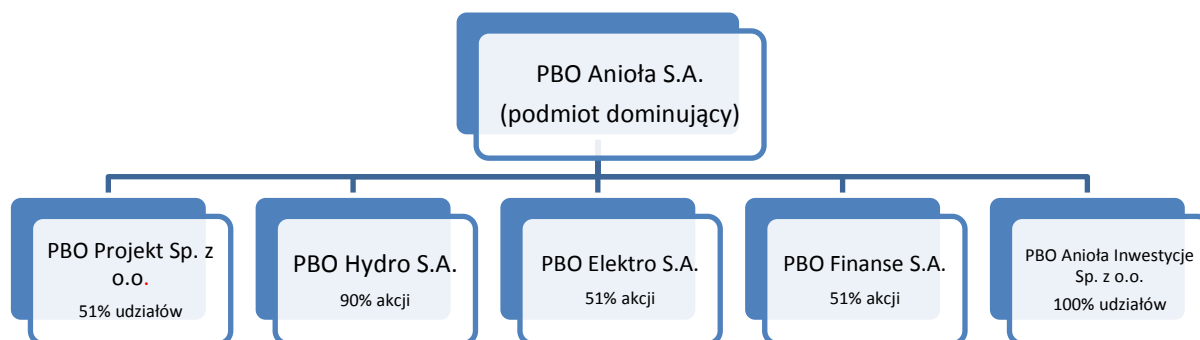 PBO Anioła S.A.
(podmiot dominujący)
PBO Projekt Sp. z
o.o.
51% udziałów
PBO Hydro S.A.
90% akcji
PBO Elektro S.A.
51% akcji
PBO Finanse S.A.
51% akcji
PBO Anioła Inwestycje
Sp. z o.o.
100% udziałów